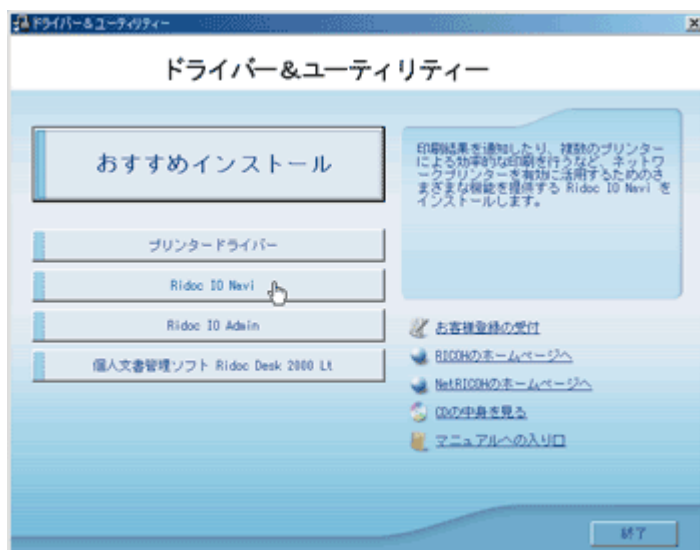 ドライバー&ユーティリティー
ドライバー&ユーティリティー
おすすめインストール
プリンタードライバー
Ridoc IO Navi
Ridoc IO Admin
個人文書管理ソフト Ridoc Desk 2000 Lt
印刷結果を通知したり、複数のプリンター
による効率的な印刷を行うなど、ネットワ
ークプリンターを有効に活用するためのさ
まざまな機能を提供する Ridoc IO Navi を
インストールします。
お客様登録の受付
RICOHのホームページへ
NetRICOHのホームページへ
CDの中身を見る
マニュアルへの入り口
終了